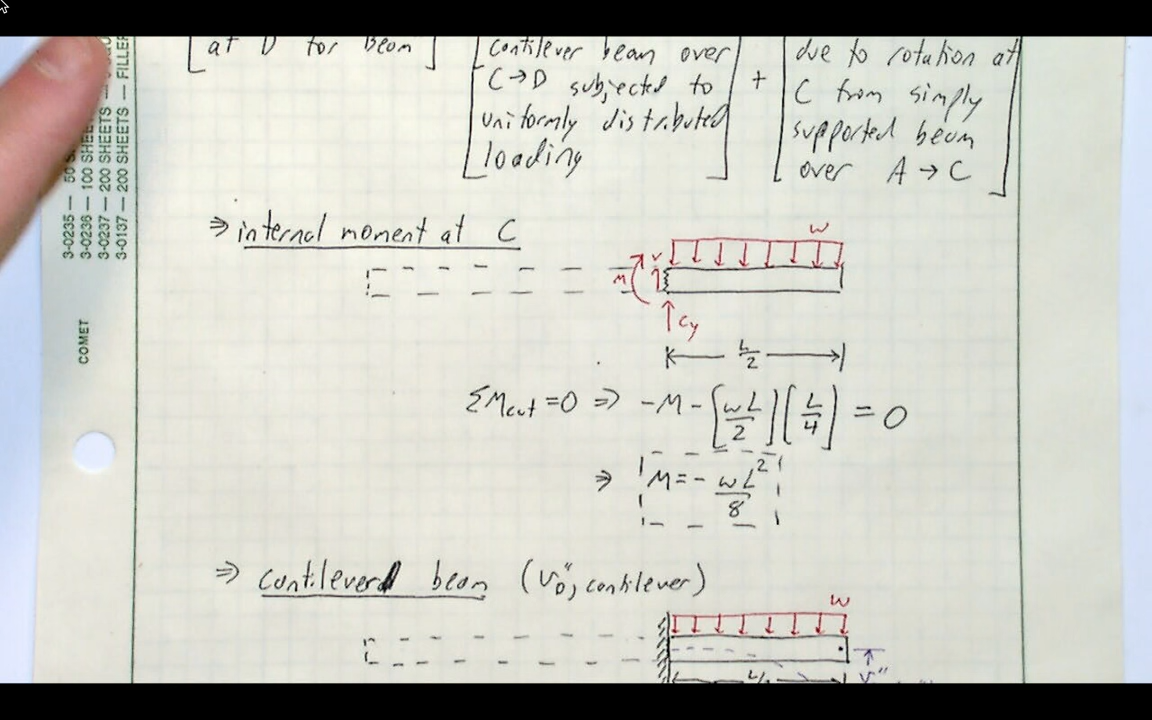 at D for Beam
cantilever beam over
C → D subjected to
uniformly distributed
loading
+
due to rotation at
C from simply
supported beam
over A → C
3-0235 — 50 S
3-0236 — 100 SHEETS —
3-0237 — 200 SHEETS —
3-0137 — 200 SHEETS — FILLER
COMET
⇒ internal moment at C
w
M
V
Cy
L/2
ΣMcut = 0 ⇒ -M - [wL/2][L/4] = 0
⇒ M = - wL²/8
⇒ cantilever beam (v"D, cantilever)
w
L/2
v"